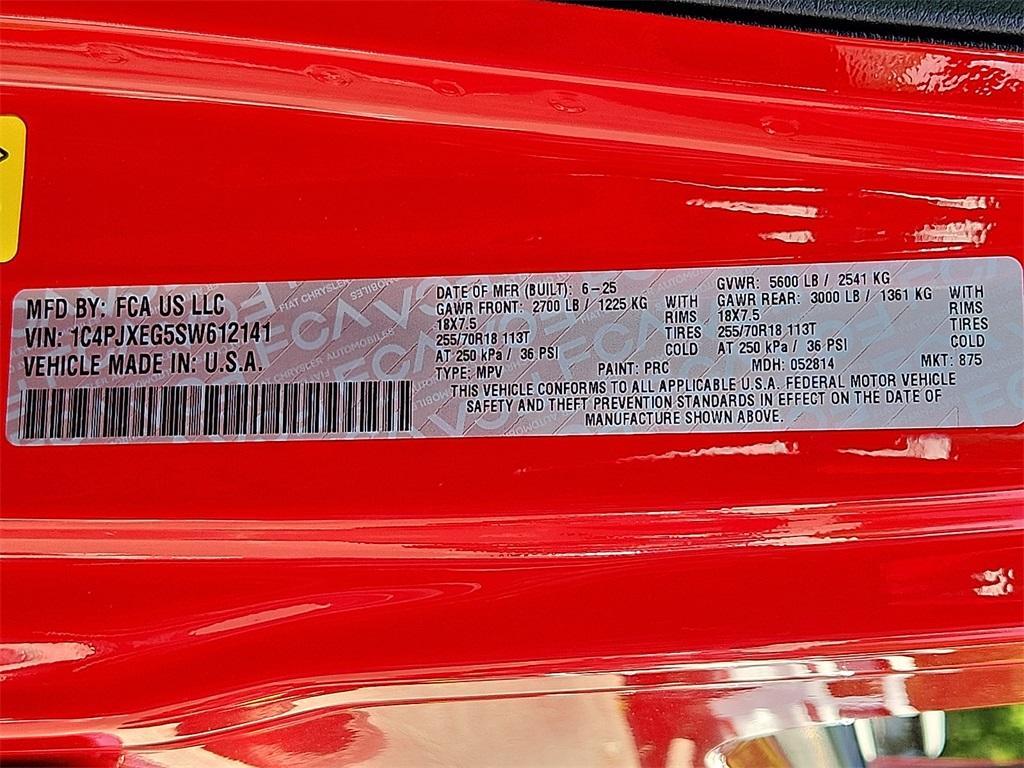 MFD BY: FCA US LLC
VIN: 1C4PJXEG5SW612141
VEHICLE MADE IN: U.S.A.
DATE OF MFR (BUILT): 6-25
GAWR FRONT: 2700 LB / 1225 KG WITH
18X7.5 RIMS
255/70R18 113T TIRES
AT 250 kPa / 36 PSI COLD
TYPE: MPV PAINT: PRC
GVWR: 5600 LB / 2541 KG
GAWR REAR: 3000 LB / 1361 KG WITH
18X7.5 RIMS
255/70R18 113T TIRES
AT 250 kPa / 36 PSI COLD
MDH: 052814 MKT: 875
THIS VEHICLE CONFORMS TO ALL APPLICABLE U.S.A. FEDERAL MOTOR VEHICLE
SAFETY AND THEFT PREVENTION STANDARDS IN EFFECT ON THE DATE OF
MANUFACTURE SHOWN ABOVE.